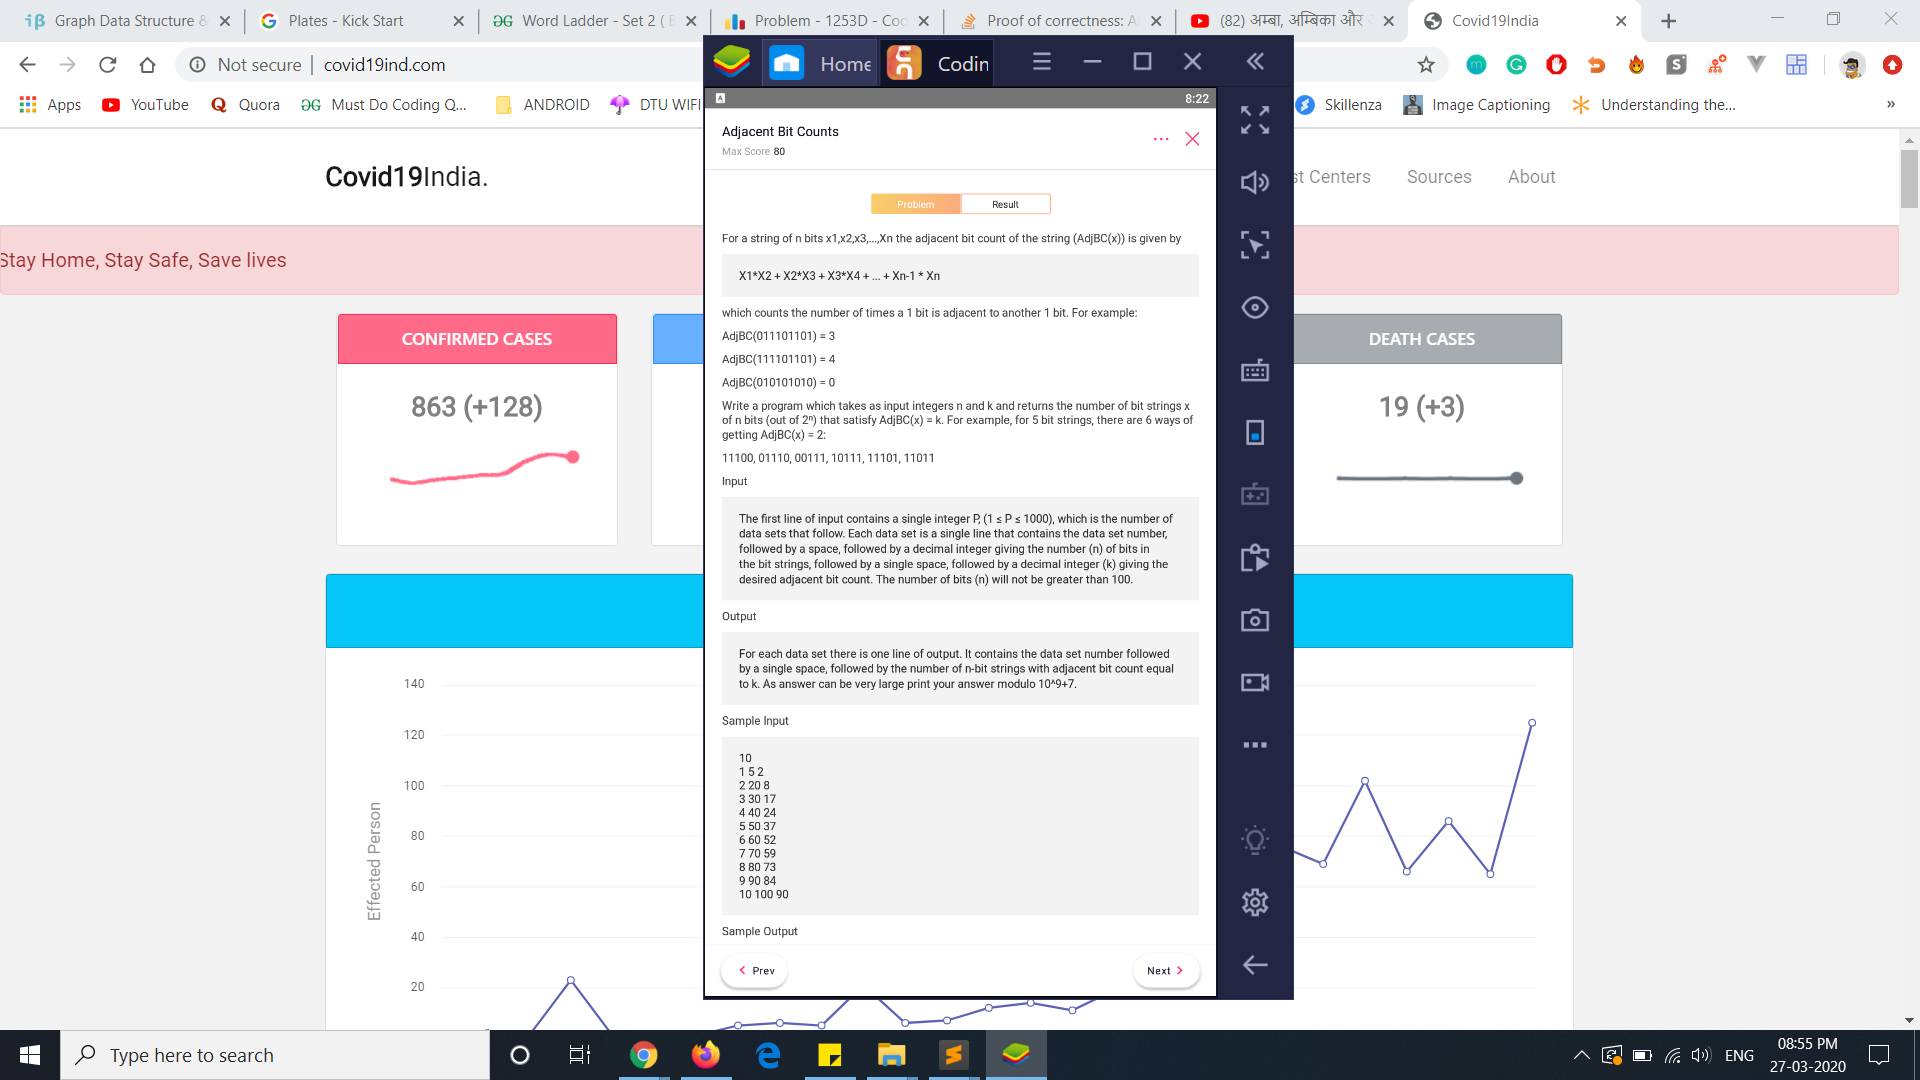 Graph Data Structure &
Plates - Kick Start
Word Ladder - Set 2 ( B
Problem - 1253D - Cod
Proof of correctness: Al
(82) अम्बा, अम्बिका और
Covid19India
Not secure
covid19ind.com
Apps
YouTube
Quora
Must Do Coding Q...
ANDROID
DTU WIFI
Skillenza
Image Captioning
Understanding the...
»
Home
Codin
8:22
Covid19India.
st Centers
Sources
About
Stay Home, Stay Safe, Save lives
CONFIRMED CASES
863 (+128)
DEATH CASES
19 (+3)
Adjacent Bit Counts
Max Score 80
Problem
Result
For a string of n bits x1,x2,x3,...,Xn the adjacent bit count of the string (AdjBC(x)) is given by
X1*X2 + X2*X3 + X3*X4 + ... + Xn-1 * Xn
which counts the number of times a 1 bit is adjacent to another 1 bit. For example:
AdjBC(011101101) = 3
AdjBC(111101101) = 4
AdjBC(010101010) = 0
Write a program which takes as input integers n and k and returns the number of bit strings x
of n bits (out of 2ⁿ) that satisfy AdjBC(x) = k. For example, for 5 bit strings, there are 6 ways of
getting AdjBC(x) = 2:
11100, 01110, 00111, 10111, 11101, 11011
Input
The first line of input contains a single integer P, (1 ≤ P ≤ 1000), which is the number of
data sets that follow. Each data set is a single line that contains the data set number,
followed by a space, followed by a decimal integer giving the number (n) of bits in
the bit strings, followed by a single space, followed by a decimal integer (k) giving the
desired adjacent bit count. The number of bits (n) will not be greater than 100.
Output
For each data set there is one line of output. It contains the data set number followed
by a single space, followed by the number of n-bit strings with adjacent bit count equal
to k. As answer can be very large print your answer modulo 10^9+7.
Sample Input
10
1 5 2
2 20 8
3 30 17
4 40 24
5 50 37
6 60 52
7 70 59
8 80 73
9 90 84
10 100 90
Sample Output
Prev
Next
Effected Person
140
120
100
80
60
40
20
Type here to search
ENG
08:55 PM
27-03-2020